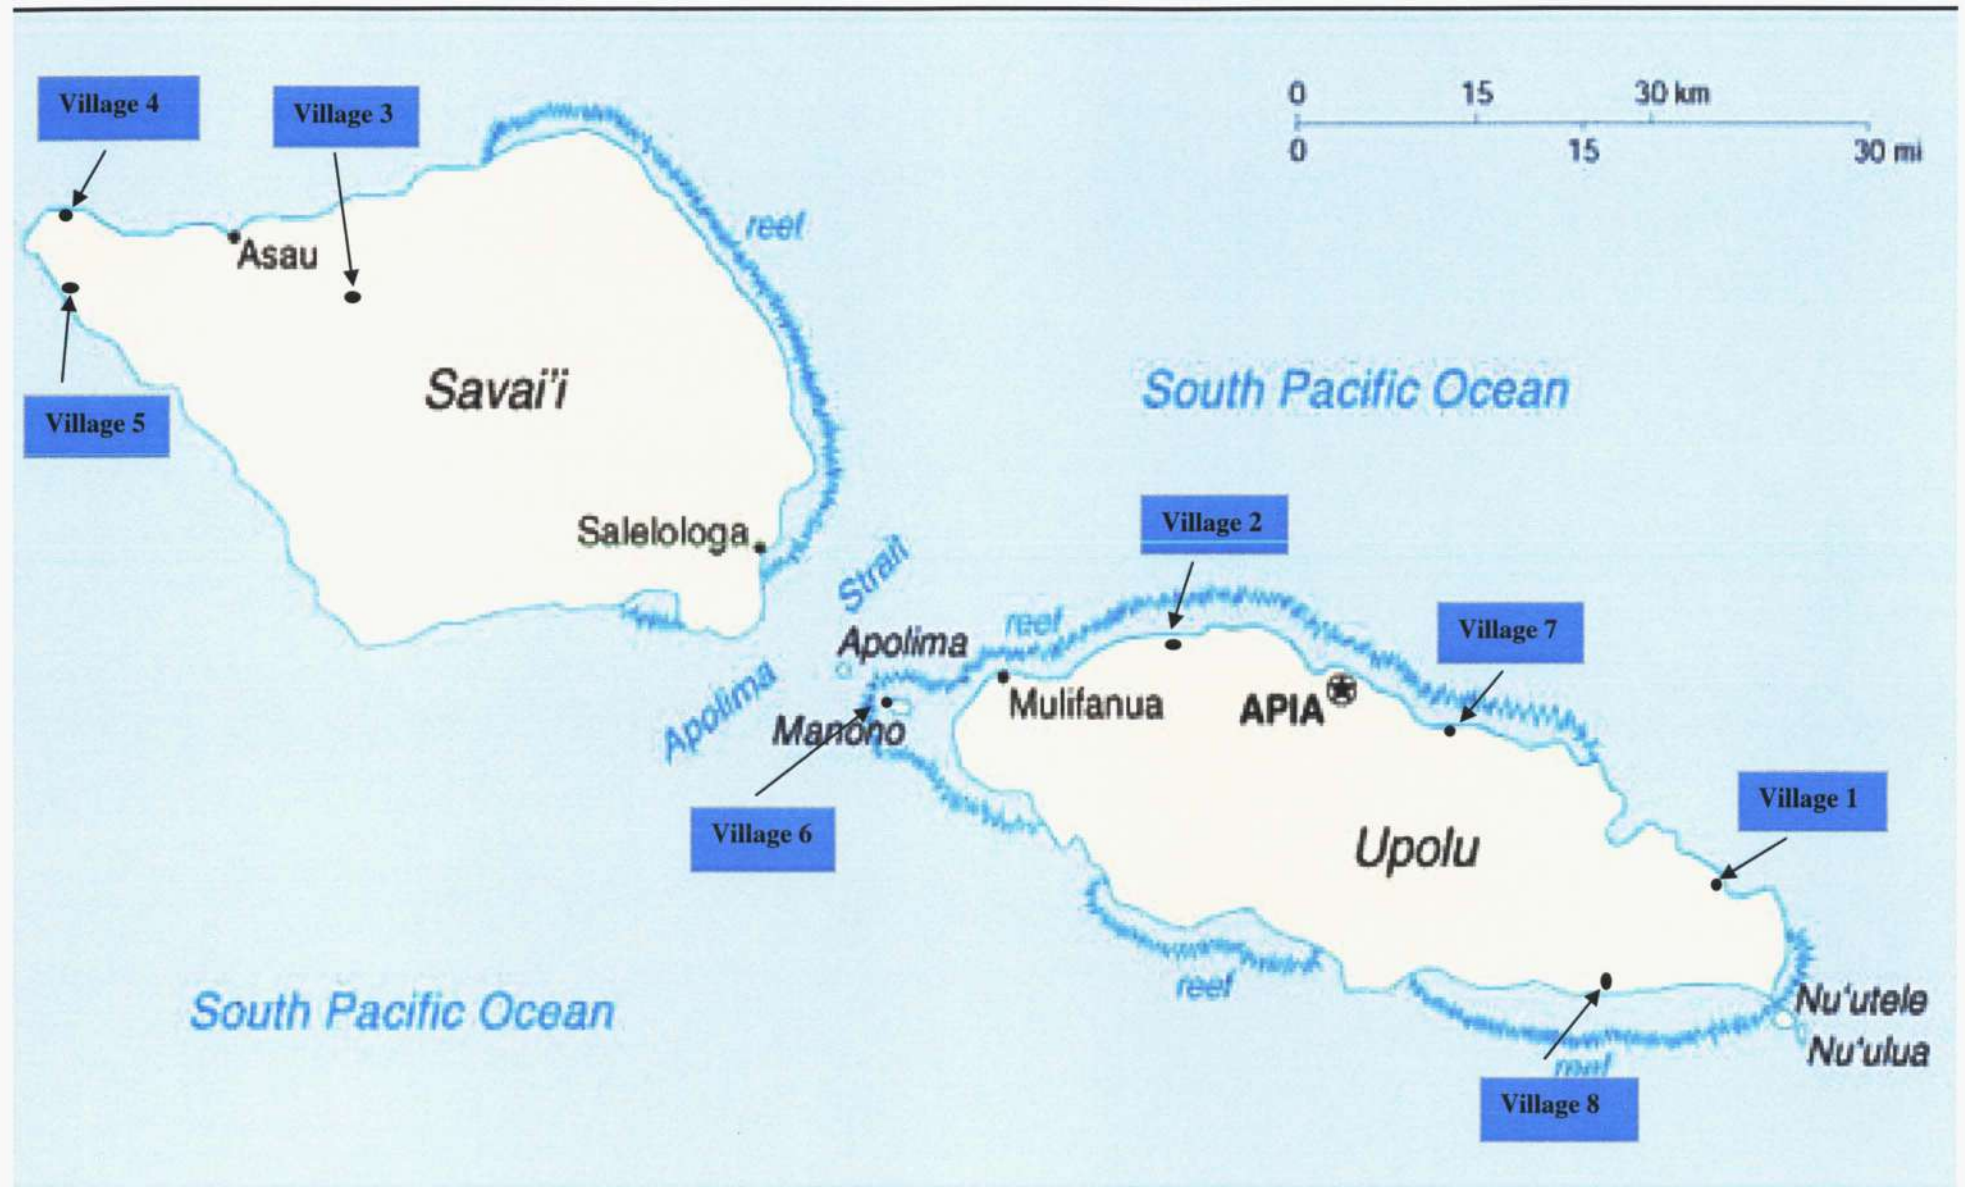 0 15 30 km
0 15 30 mi
Village 4
Village 3
reef
Asau
Savai'i
South Pacific Ocean
Village 5
Salelologa
Village 2
Strait
Apolima
reef
Village 7
Apolima
Manono
Mulifanua
APIA
Village 1
Village 6
Upolu
South Pacific Ocean
reef
Nu'utele
Nu'ulua
reef
Village 8